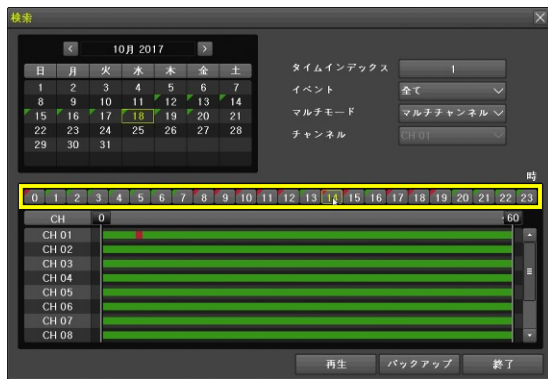 検索
10月 2017
日 月 火 水 木 金 土
1 2 3 4 5 6 7
8 9 10 11 12 13 14
15 16 17 18 19 20 21
22 23 24 25 26 27 28
29 30 31
タイムインデックス 1
イベント 全て
マルチモード マルチチャンネル
チャンネル CH 01
時
0 1 2 3 4 5 6 7 8 9 10 11 12 13 14 15 16 17 18 19 20 21 22 23
CH 0 60
CH 01
CH 02
CH 03
CH 04
CH 05
CH 06
CH 07
CH 08
再生 バックアップ 終了